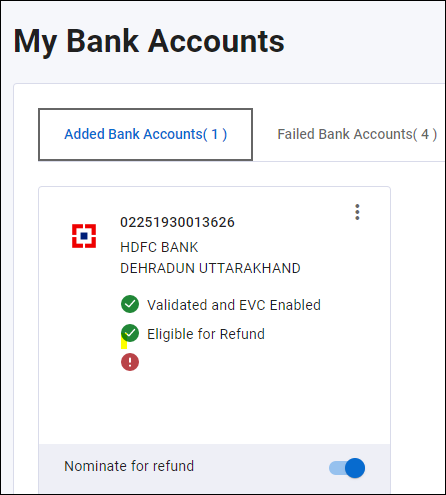 My Bank Accounts
Added Bank Accounts( 1 )
Failed Bank Accounts( 4 )
02251930013626
HDFC BANK
DEHRADUN UTTARAKHAND
Validated and EVC Enabled
Eligible for Refund
Nominate for refund